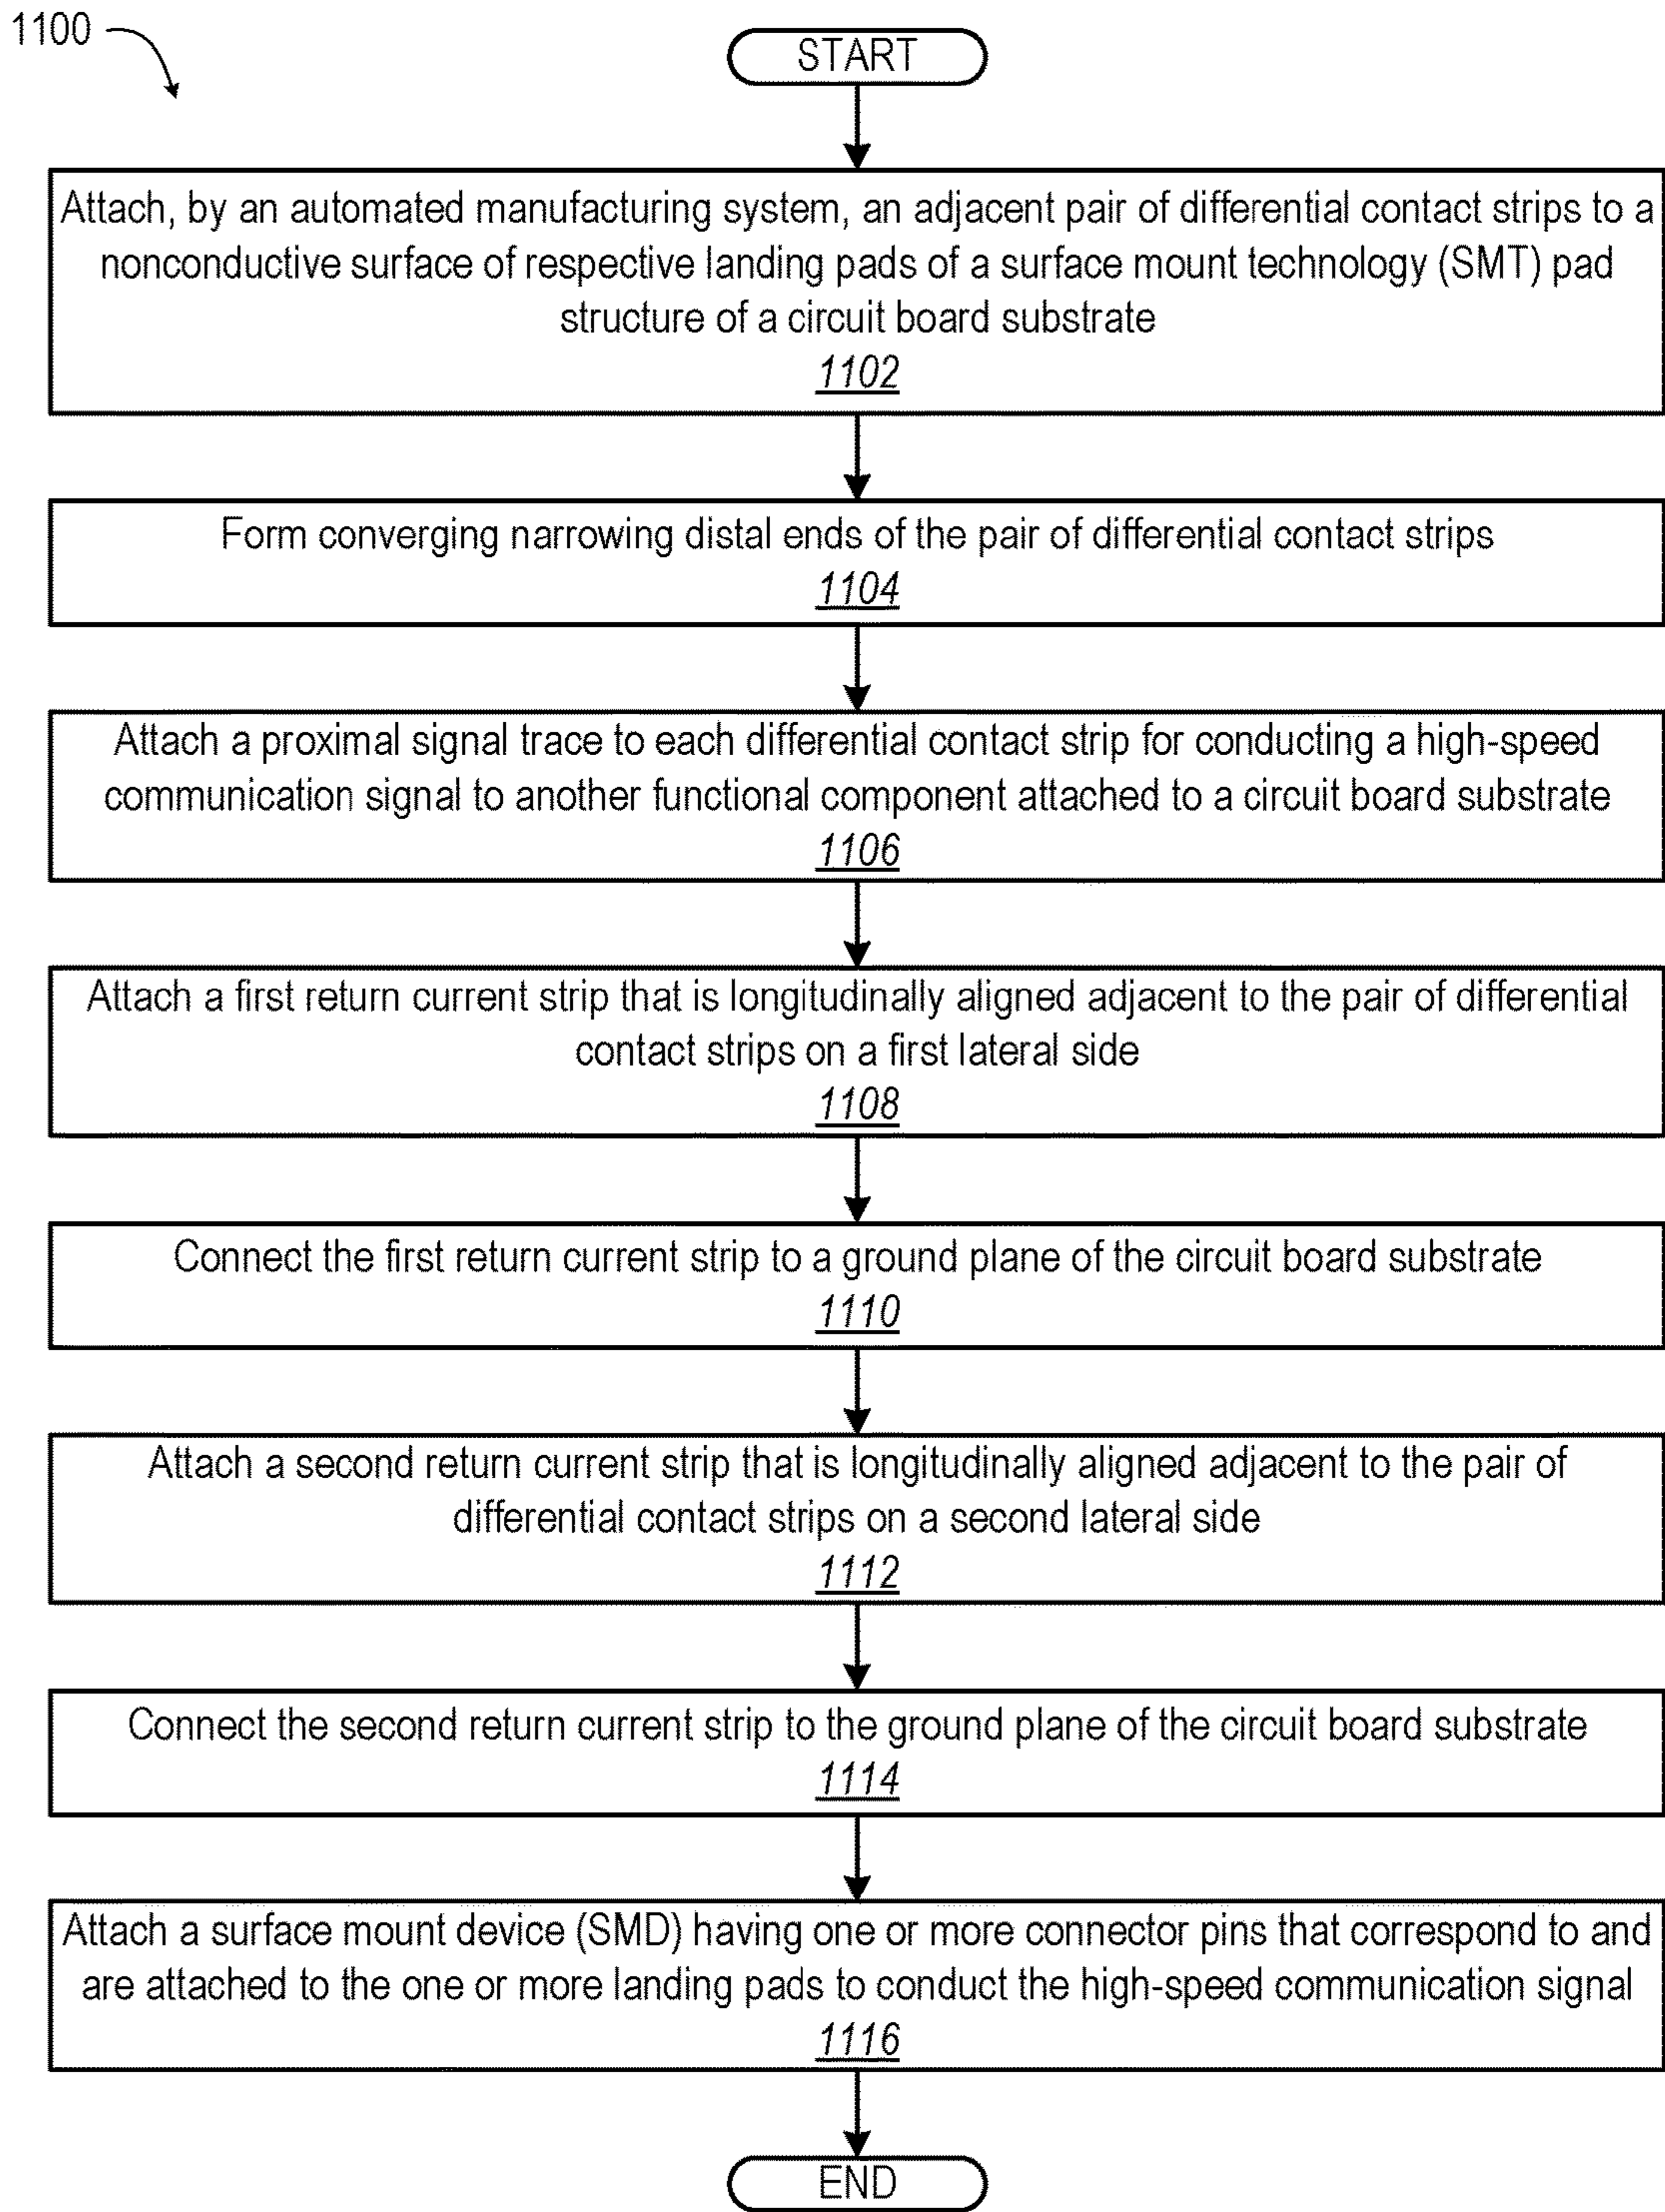 1100
START
Attach, by an automated manufacturing system, an adjacent pair of differential contact strips to a
nonconductive surface of respective landing pads of a surface mount technology (SMT) pad
structure of a circuit board substrate
1102
Form converging narrowing distal ends of the pair of differential contact strips
1104
Attach a proximal signal trace to each differential contact strip for conducting a high-speed
communication signal to another functional component attached to a circuit board substrate
1106
Attach a first return current strip that is longitudinally aligned adjacent to the pair of differential
contact strips on a first lateral side
1108
Connect the first return current strip to a ground plane of the circuit board substrate
1110
Attach a second return current strip that is longitudinally aligned adjacent to the pair of
differential contact strips on a second lateral side
1112
Connect the second return current strip to the ground plane of the circuit board substrate
1114
Attach a surface mount device (SMD) having one or more connector pins that correspond to and
are attached to the one or more landing pads to conduct the high-speed communication signal
1116
END